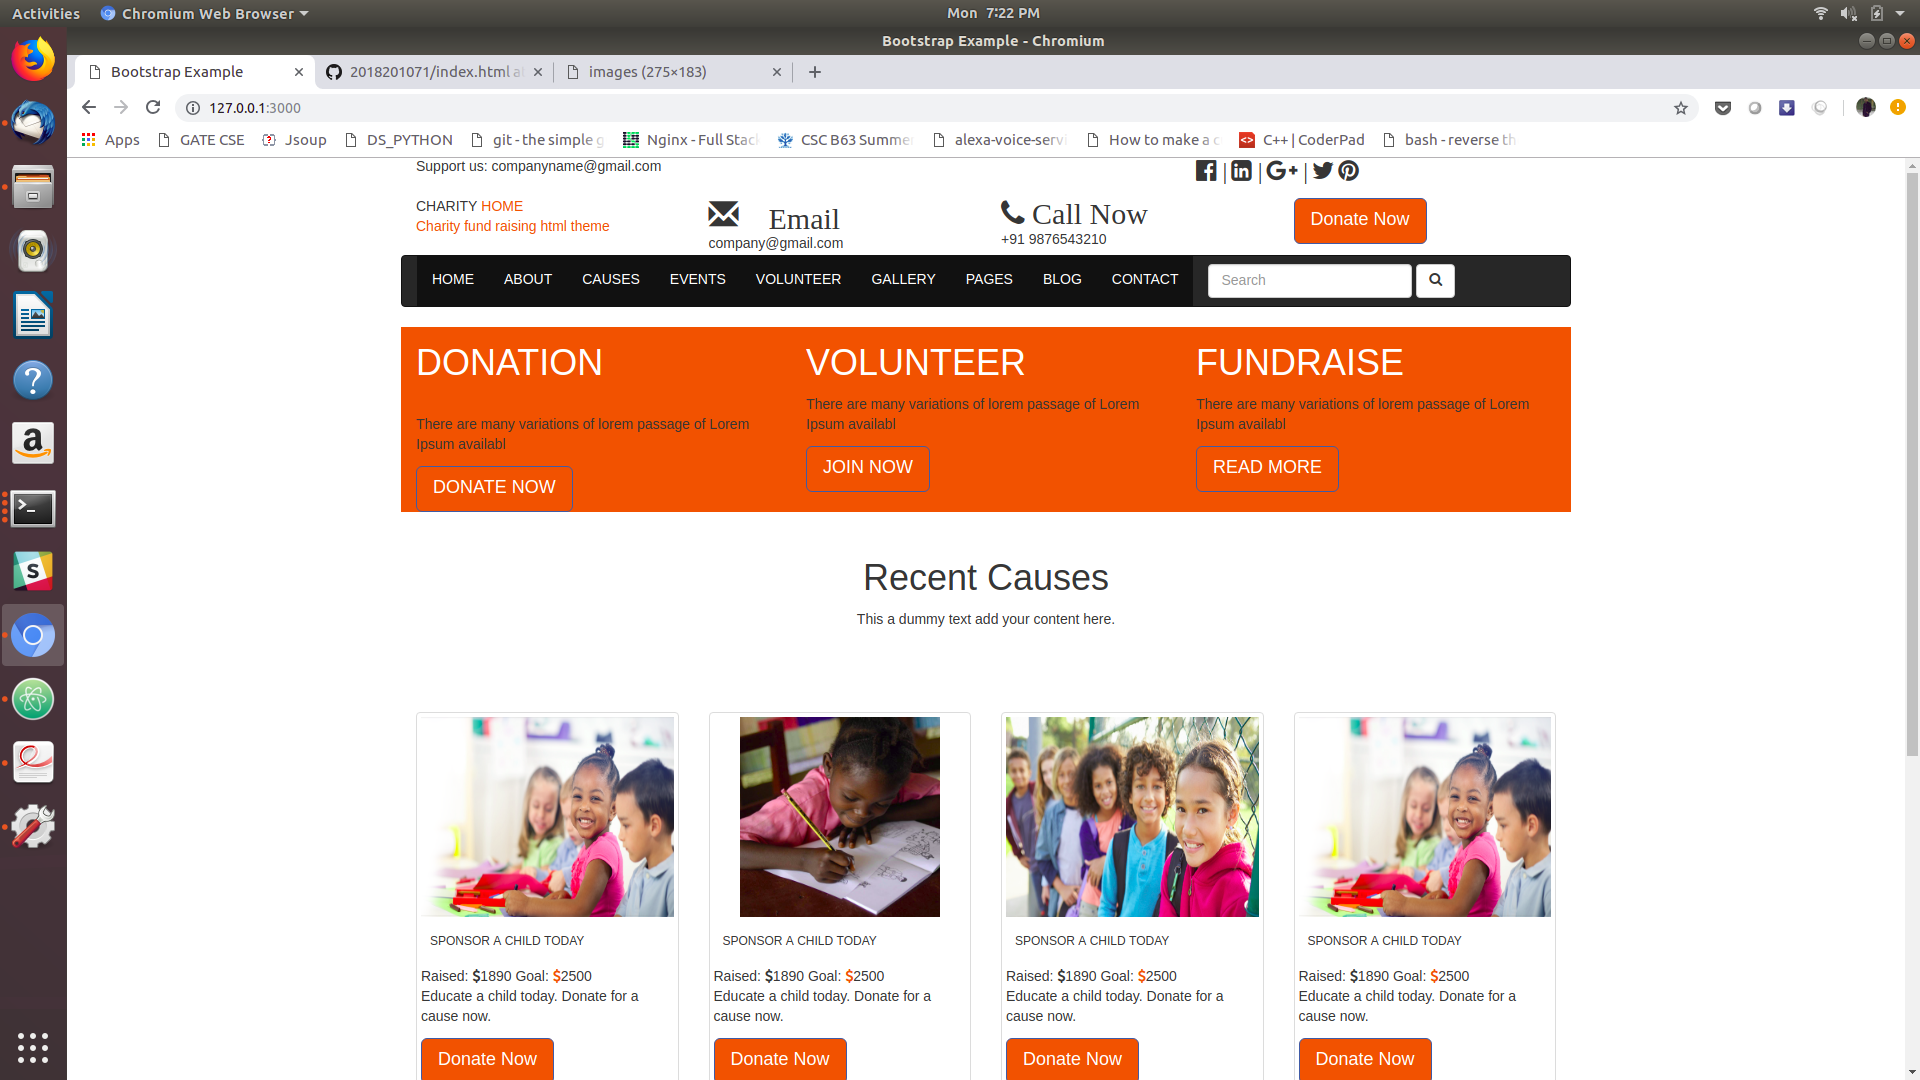 Activities Chromium Web Browser Mon 7:22 PM
Bootstrap Example - Chromium
Bootstrap Example 2018201071/index.html images (275×183)
127.0.0.1:3000
Apps GATE CSE Jsoup DS_PYTHON git - the simple Nginx - Full Stack CSC B63 Summe alexa-voice-servi How to make a C++ | CoderPad bash - reverse th
Support us: companyname@gmail.com | | |
CHARITY HOME Email Call Now Donate Now
Charity fund raising html theme company@gmail.com +91 9876543210
HOME ABOUT CAUSES EVENTS VOLUNTEER GALLERY PAGES BLOG CONTACT Search
DONATION
There are many variations of lorem passage of Lorem
Ipsum availabl
DONATE NOW
VOLUNTEER
There are many variations of lorem passage of Lorem
Ipsum availabl
JOIN NOW
FUNDRAISE
There are many variations of lorem passage of Lorem
Ipsum availabl
READ MORE
Recent Causes
This a dummy text add your content here.
SPONSOR A CHILD TODAY
Raised: $1890 Goal: $2500
Educate a child today. Donate for a
cause now.
Donate Now
SPONSOR A CHILD TODAY
Raised: $1890 Goal: $2500
Educate a child today. Donate for a
cause now.
Donate Now
SPONSOR A CHILD TODAY
Raised: $1890 Goal: $2500
Educate a child today. Donate for a
cause now.
Donate Now
SPONSOR A CHILD TODAY
Raised: $1890 Goal: $2500
Educate a child today. Donate for a
cause now.
Donate Now